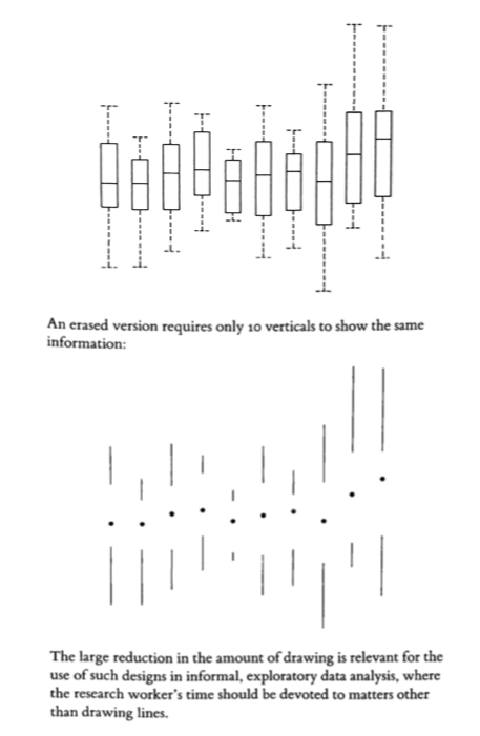 An erased version requires only 10 verticals to show the same
information:
The large reduction in the amount of drawing is relevant for the
use of such designs in informal, exploratory data analysis, where
the research worker's time should be devoted to matters other
than drawing lines.